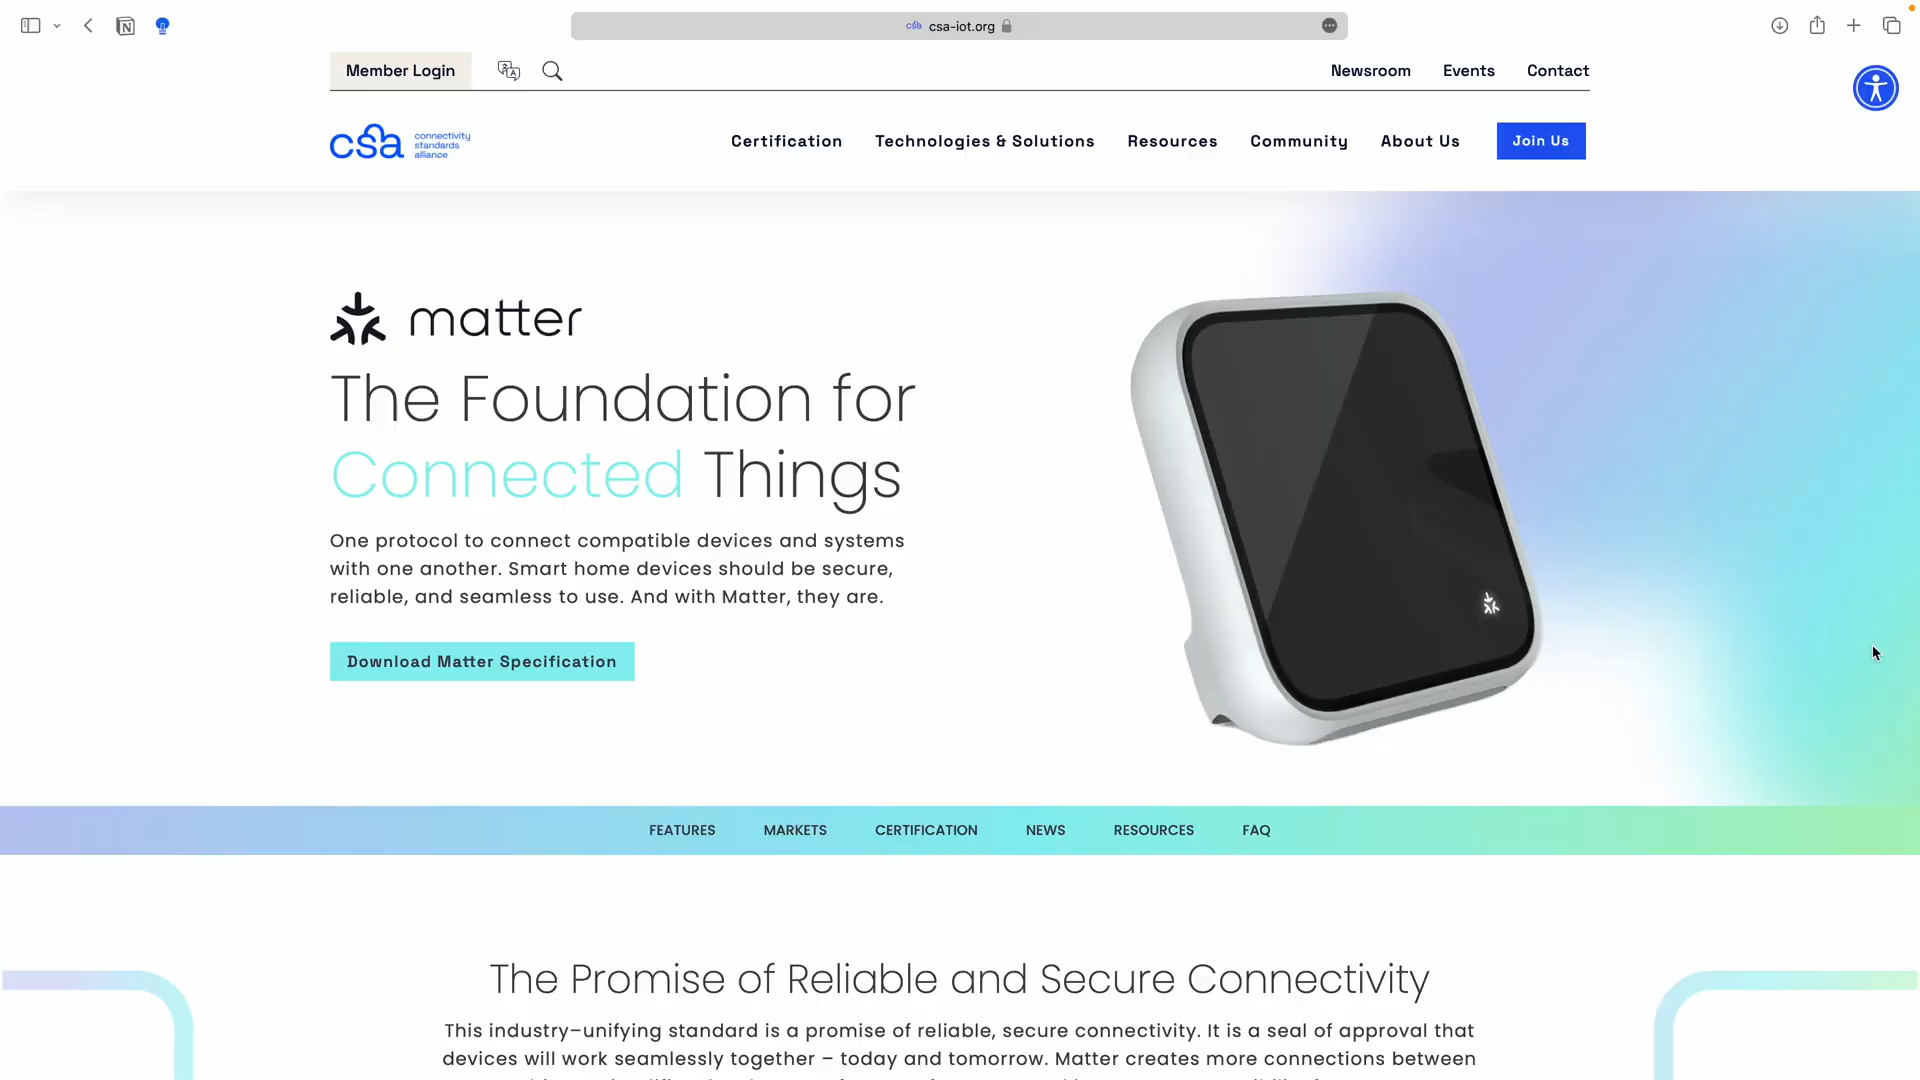 csa-iot.org
Member Login
Newsroom
Events
Contact
csa connectivity
standards
alliance
Certification
Technologies & Solutions
Resources
Community
About Us
Join Us
matter
The Foundation for
Connected Things
One protocol to connect compatible devices and systems
with one another. Smart home devices should be secure,
reliable, and seamless to use. And with Matter, they are.
Download Matter Specification
FEATURES
MARKETS
CERTIFICATION
NEWS
RESOURCES
FAQ
The Promise of Reliable and Secure Connectivity
This industry–unifying standard is a promise of reliable, secure connectivity. It is a seal of approval that
devices will work seamlessly together – today and tomorrow. Matter creates more connections between